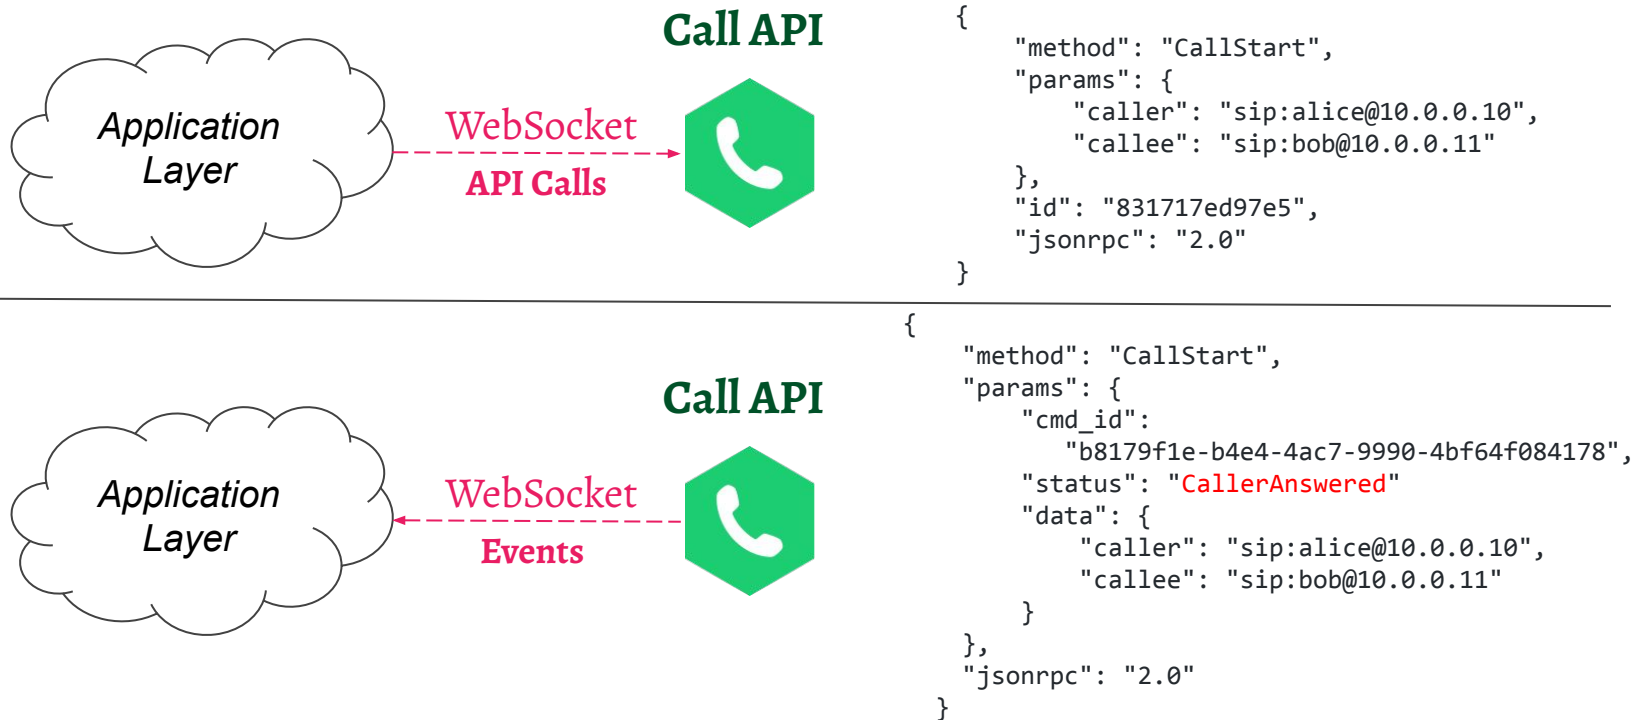 Call API
Application
Layer
WebSocket
API Calls
{
"method": "CallStart",
"params": {
"caller": "sip:alice@10.0.0.10",
"callee": "sip:bob@10.0.0.11"
},
"id": "831717ed97e5",
"jsonrpc": "2.0"
}
Call API
Application
Layer
WebSocket
Events
{
"method": "CallStart",
"params": {
"cmd_id":
"b8179f1e-b4e4-4ac7-9990-4bf64f084178",
"status": "CallerAnswered"
"data": {
"caller": "sip:alice@10.0.0.10",
"callee": "sip:bob@10.0.0.11"
}
},
"jsonrpc": "2.0"
}